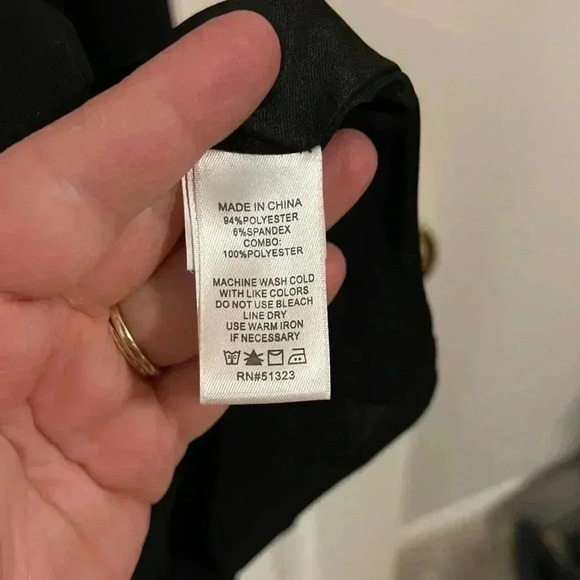 MADE IN CHINA
94%POLYESTER
6%SPANDEX
COMBO:
100%POLYESTER
MACHINE WASH COLD
WITH LIKE COLORS
DO NOT USE BLEACH
LINE DRY
USE WARM IRON
IF NECESSARY
RN#51323